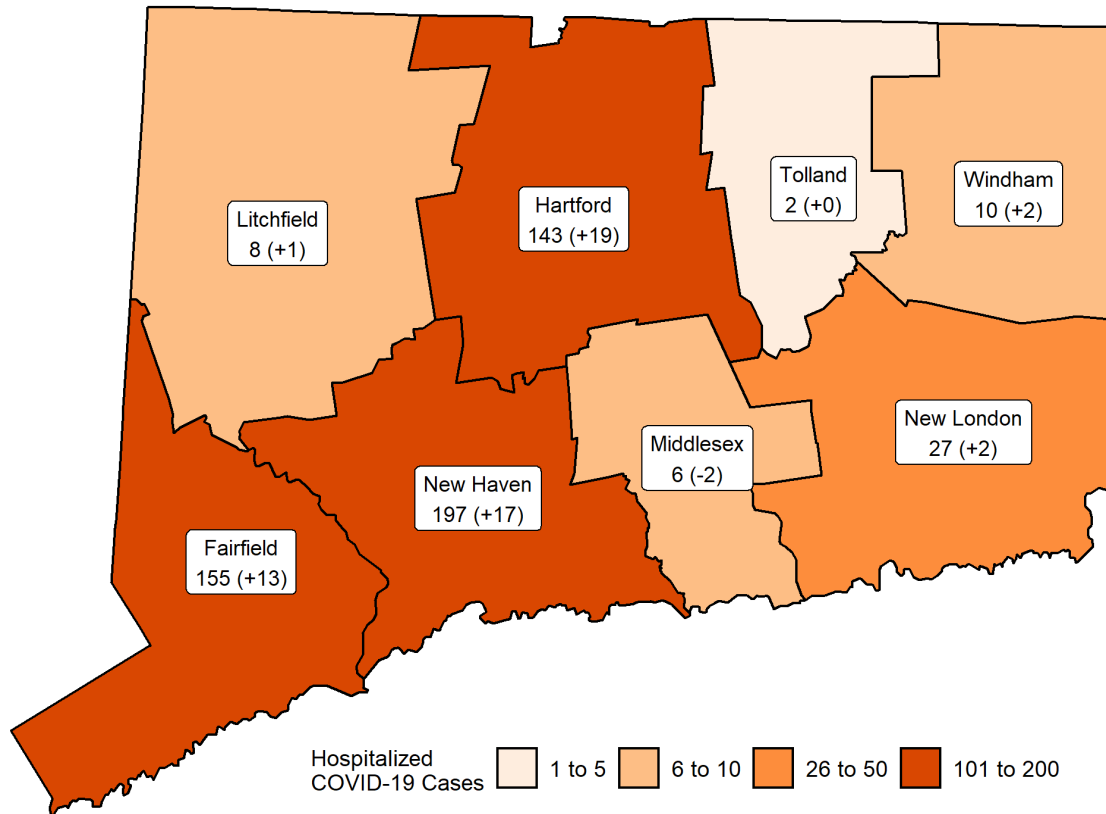 Tolland
2 (+0)
Windham
10 (+2)
Litchfield
8 (+1)
Hartford
143 (+19)
New London
27 (+2)
Middlesex
6 (-2)
New Haven
197 (+17)
Fairfield
155 (+13)
Hospitalized
COVID-19 Cases
1 to 5
6 to 10
26 to 50
101 to 200